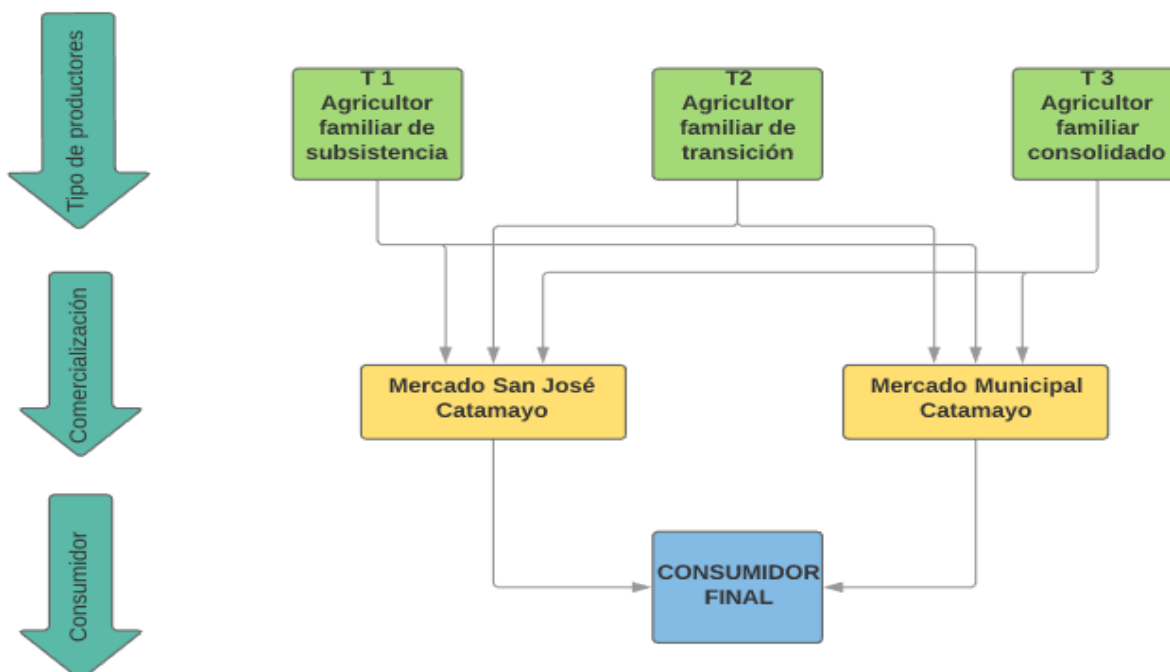 Tipo de productores
T 1
Agricultor
familiar de
subsistencia
T2
Agricultor
familiar de
transición
T 3
Agricultor
familiar
consolidado
Comercialización
Mercado San José
Catamayo
Mercado Municipal
Catamayo
Consumidor
CONSUMIDOR
FINAL